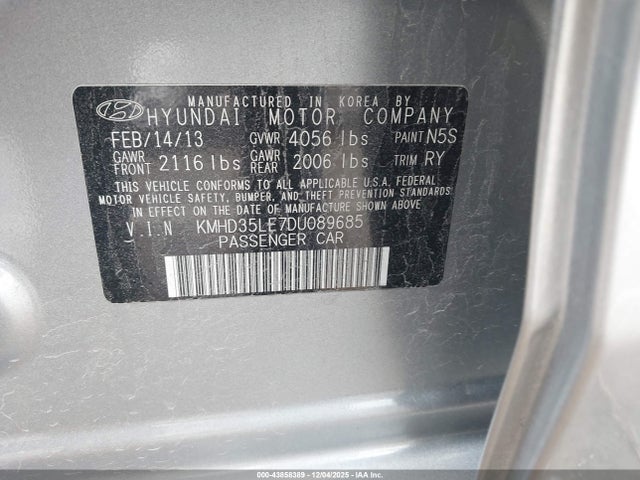 MANUFACTURED IN KOREA BY
HYUNDAI MOTOR COMPANY
FEB/14/13 GVWR 4056 lbs PAINT N5S
GAWR FRONT 2116 lbs GAWR REAR 2006 lbs TRIM RY
THIS VEHICLE CONFORMS TO ALL APPLICABLE U.S.A. FEDERAL
MOTOR VEHICLE SAFETY, BUMPER, AND THEFT PREVENTION STANDARDS
IN EFFECT ON THE DATE OF MANUFACTURE SHOWN ABOVE.
V.I.N KMHD35LE7DU089685
PASSENGER CAR
00-43858389 | 12/04/2025 - IAA Inc.